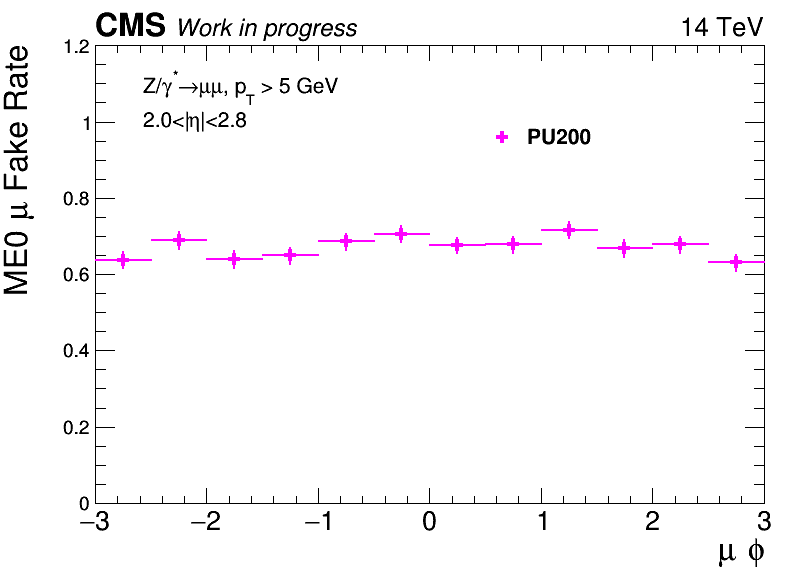 CMS Work in progress 14 TeV
ME0 μ Fake Rate
Z/γ*→μμ, pT > 5 GeV
2.0<|η|<2.8
PU200
1.2
1
0.8
0.6
0.4
0.2
0
−3 −2 −1 0 1 2 3
μ ϕ